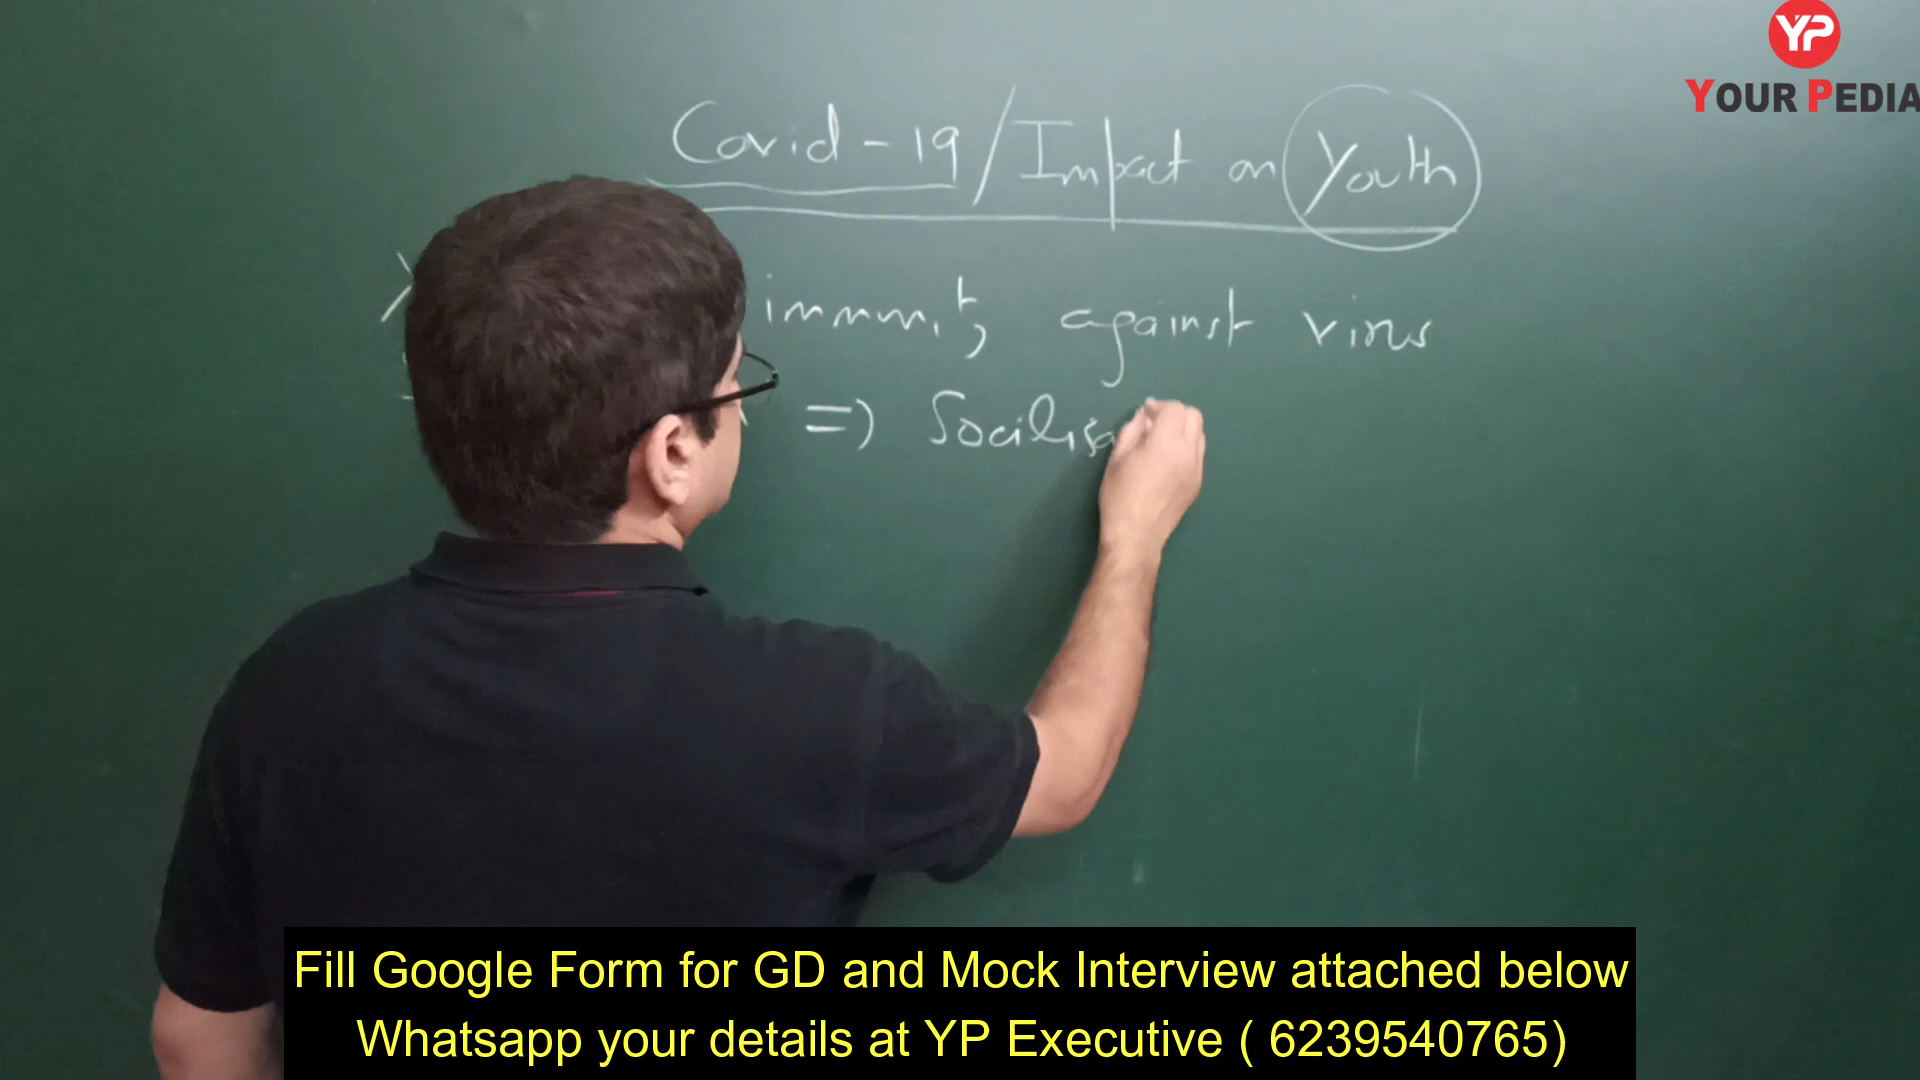 YP
YOUR PEDIA
Covid-19/Impact on Youth
immunity against virus
=> Socilisa
Fill Google Form for GD and Mock Interview attached below
Whatsapp your details at YP Executive ( 6239540765)